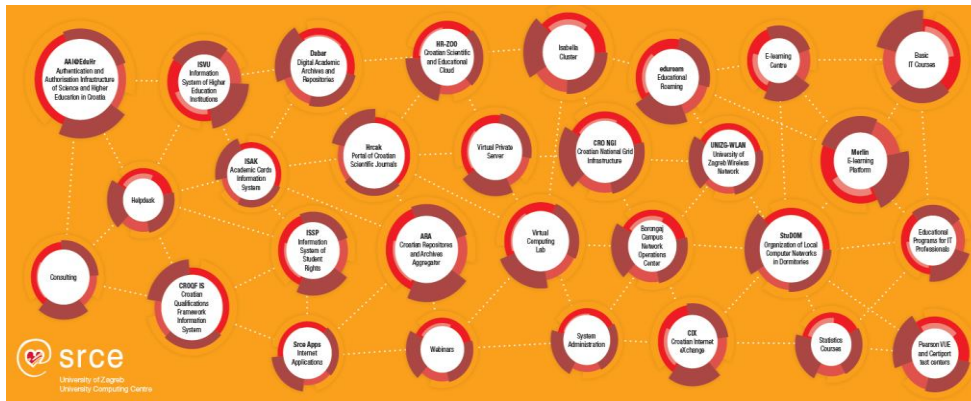 AAI@EduHr
Authentication and
Authorisation Infrastructure
of Science and Higher
Education in Croatia
ISVU
Information
System of Higher
Education
Institutions
Dabar
Digital Academic
Archives and
Repositories
HR-ZOO
Croatian Scientific
and Educational
Cloud
Isabella
Cluster
eduroam
Educational
Roaming
E-learning
Centre
Basic
IT Courses
Helpdesk
ISAK
Academic Cards
Information
System
Hrcak
Portal of Croatian
Scientific Journals
Virtual Private
Server
CRO NGI
Croatian National Grid
Infrastructure
UNIZG-WLAN
University of
Zagreb Wireless
Network
Merlin
E-learning
Platform
Consulting
CROQF IS
Croatian
Qualifications
Framework
Information
System
ISSP
Information
System of
Student
Rights
ARA
Croatian Repositores
and Archives
Aggregator
Virtual
Computing
Lab
Borongaj
Campus
Network
Operations
Center
StuDOM
Organization of Local
Computer Networks
in Dormitories
Educational
Programs for IT
Professionals
Srce Apps
Internet
Applications
Webinars
System
Administration
CIX
Croatian Internet
eXchange
Statistics
Courses
Pearson VUE
and Certiport
test centers
srce
University of Zagreb
University Computing Centre